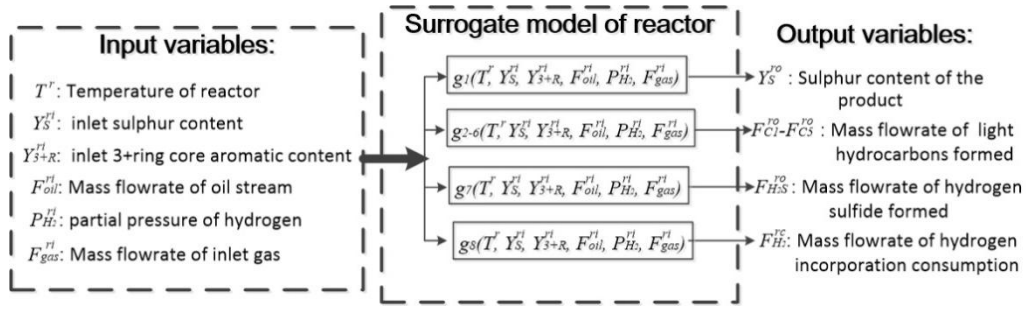 Input variables:
T^r: Temperature of reactor
Y_S^ri: inlet sulphur content
Y_3+R^ri: inlet 3+ring core aromatic content
F_oil^ri: Mass flowrate of oil stream
P_H2^ri: partial pressure of hydrogen
F_gas^ri: Mass flowrate of inlet gas
Surrogate model of reactor
g1(T^r, Y_S^ri, Y_3+R^ri, F_oil^ri, P_H2^ri, F_gas^ri)
g2-6(T^r, Y_S^ri, Y_3+R^ri, F_oil^ri, P_H2^ri, F_gas^ri)
g7(T^r, Y_S^ri, Y_3+R^ri, F_oil^ri, P_H2^ri, F_gas^ri)
g8(T^r, Y_S^ri, Y_3+R^ri, F_oil^ri, P_H2^ri, F_gas^ri)
Output variables:
Y_S^ro : Sulphur content of the
product
F_C1^ro-F_C5^ro : Mass flowrate of light
hydrocarbons formed
F_H2S^ro : Mass flowrate of hydrogen
sulfide formed
F_H2^rc: Mass flowrate of hydrogen
incorporation consumption